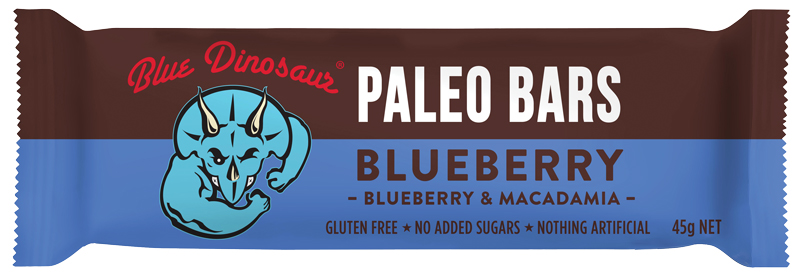 Blue Dinosaur®
PALEO BARS
BLUEBERRY
– BLUEBERRY & MACADAMIA –
GLUTEN FREE ★ NO ADDED SUGARS ★ NOTHING ARTIFICIAL 45g NET